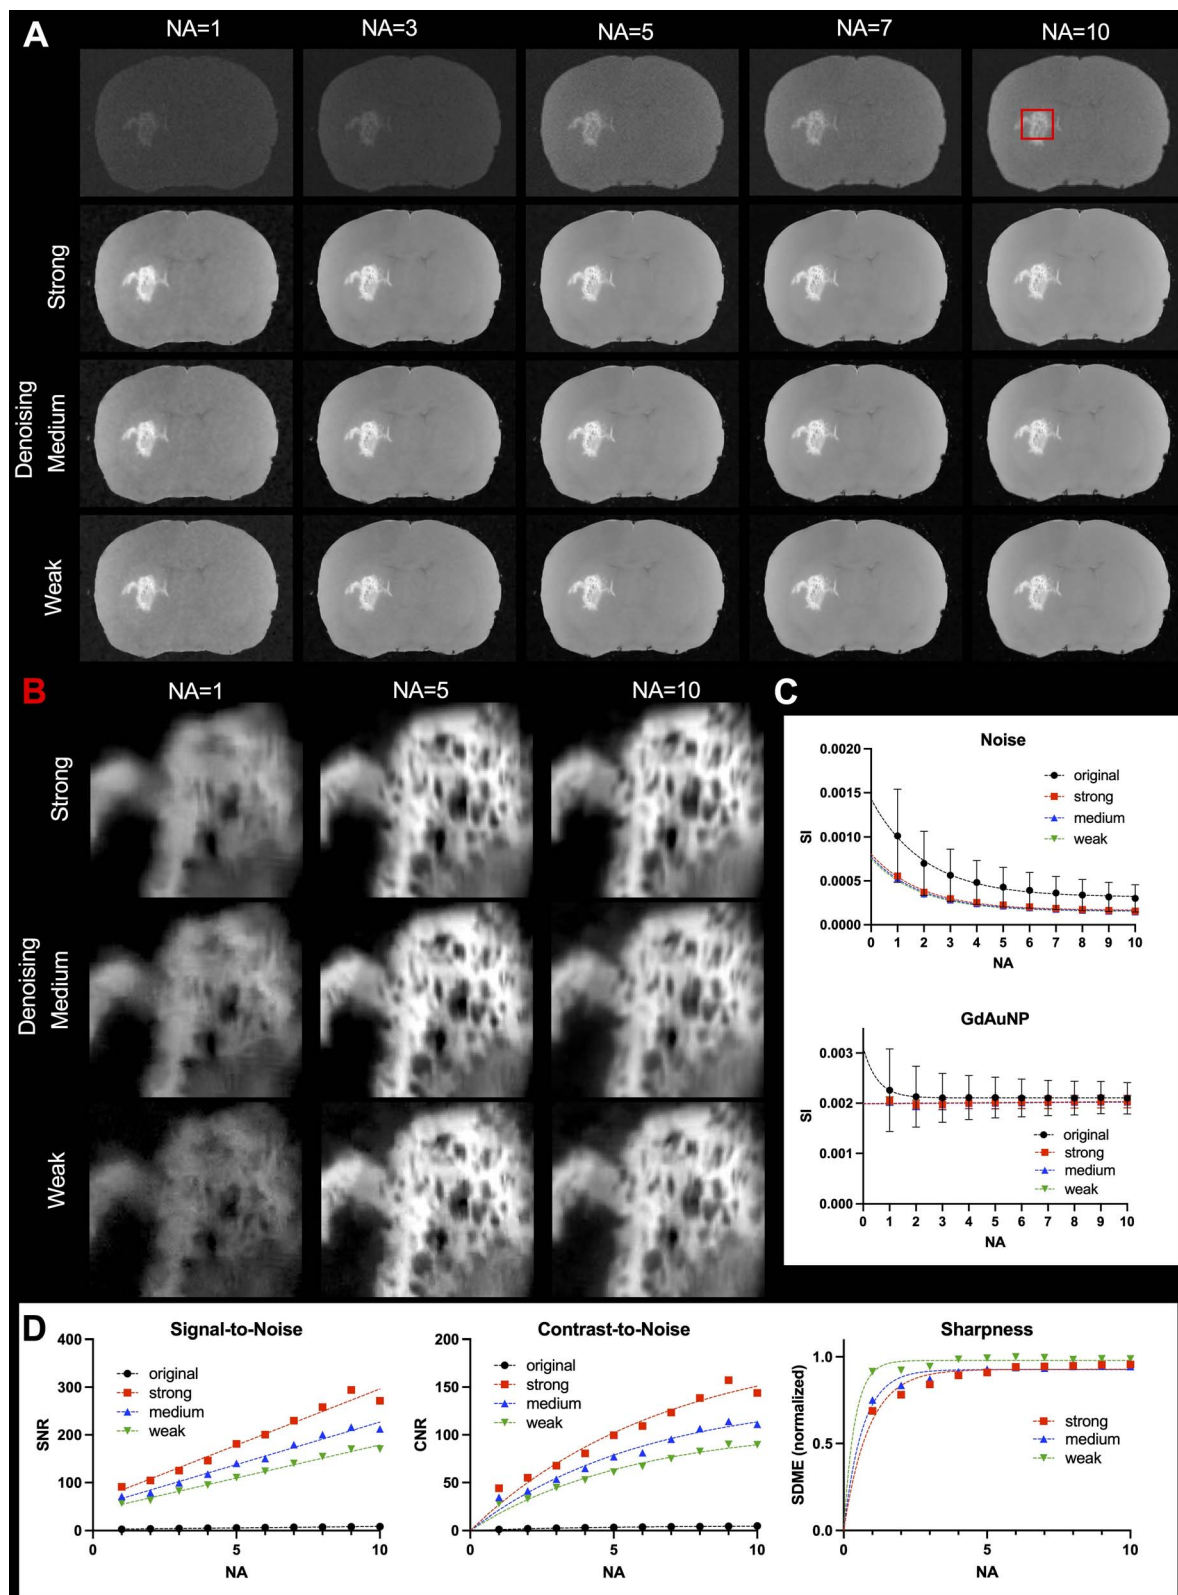 A
NA=1 NA=3 NA=5 NA=7 NA=10
Strong
Denoising
Medium
Weak
B
NA=1 NA=5 NA=10
Strong
Denoising
Medium
Weak
C
Noise
0.0020
0.0015
0.0010
0.0005
0.0000
SI
original
strong
medium
weak
0 1 2 3 4 5 6 7 8 9 10
NA
GdAuNP
0.003
0.002
0.001
0.000
SI
original
strong
medium
weak
0 1 2 3 4 5 6 7 8 9 10
NA
D
Signal-to-Noise
400
300
200
100
0
SNR
original
strong
medium
weak
0 5 10
NA
Contrast-to-Noise
200
150
100
50
0
CNR
original
strong
medium
weak
0 5 10
NA
Sharpness
1.0
0.5
0.0
SDME (normalized)
strong
medium
weak
0 5 10
NA